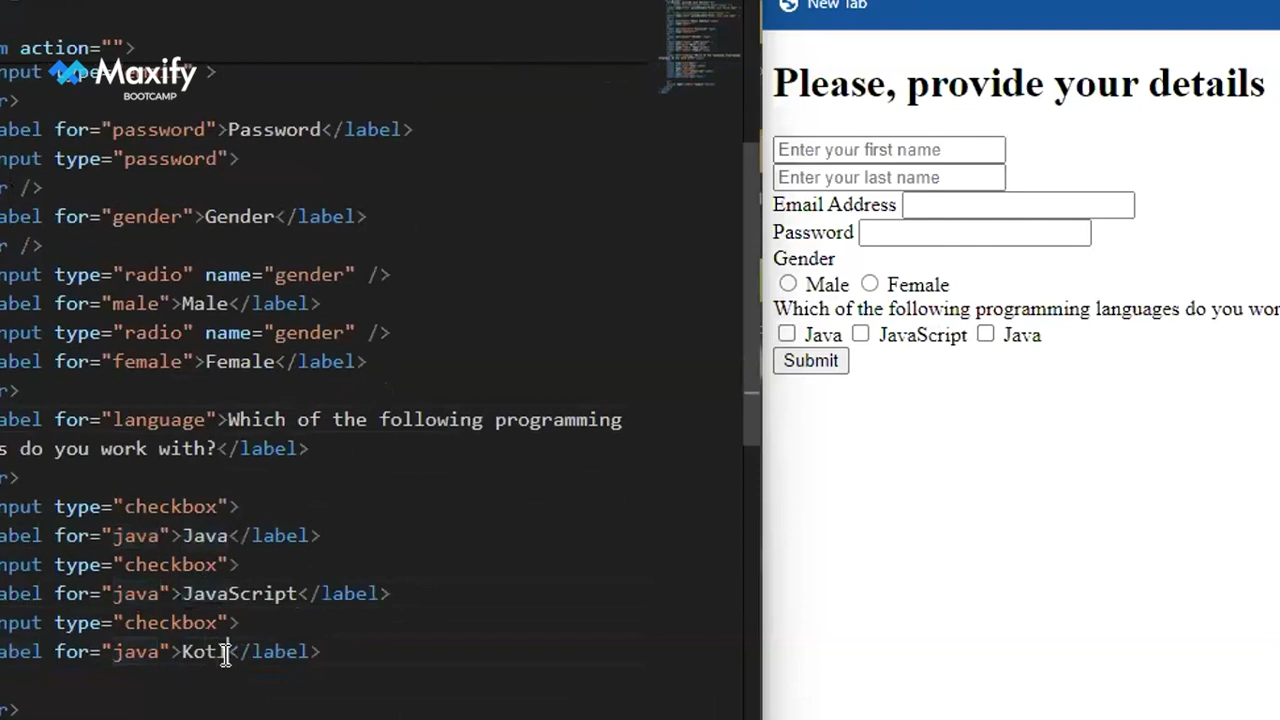 m action="">
nput type="
Maxify
BOOTCAMP
r>
abel for="password">Password</label>
nput type="password">
r />
abel for="gender">Gender</label>
r />
nput type="radio" name="gender" />
abel for="male">Male</label>
nput type="radio" name="gender" />
abel for="female">Female</label>
r>
abel for="language">Which of the following programming
s do you work with?</label>
r>
nput type="checkbox">
abel for="java">Java</label>
nput type="checkbox">
abel for="java">JavaScript</label>
nput type="checkbox">
abel for="java">Kotl</label>
r>
New Tab
Please, provide your details
Enter your first name
Enter your last name
Email Address
Password
Gender
Male Female
Which of the following programming languages do you wor
Java JavaScript Java
Submit